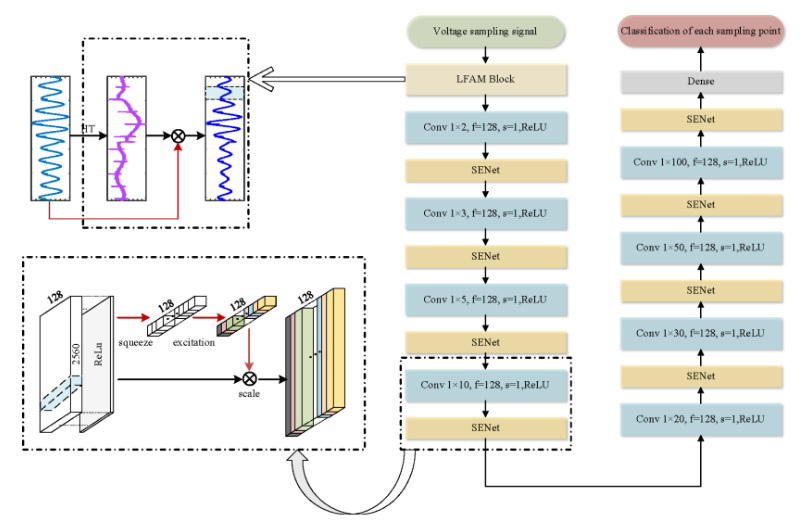 HT
128
128
128
128
2560
ReLu
squeeze
excitation
scale
Voltage sampling signal
LFAM Block
Conv 1×2, f=128, s=1,ReLU
SENet
Conv 1×3, f=128, s=1,ReLU
SENet
Conv 1×5, f=128, s=1,ReLU
SENet
Conv 1×10, f=128, s=1,ReLU
SENet
Classification of each sampling point
Dense
SENet
Conv 1×100, f=128, s=1,ReLU
SENet
Conv 1×50, f=128, s=1,ReLU
SENet
Conv 1×30, f=128, s=1,ReLU
SENet
Conv 1×20, f=128, s=1,ReLU